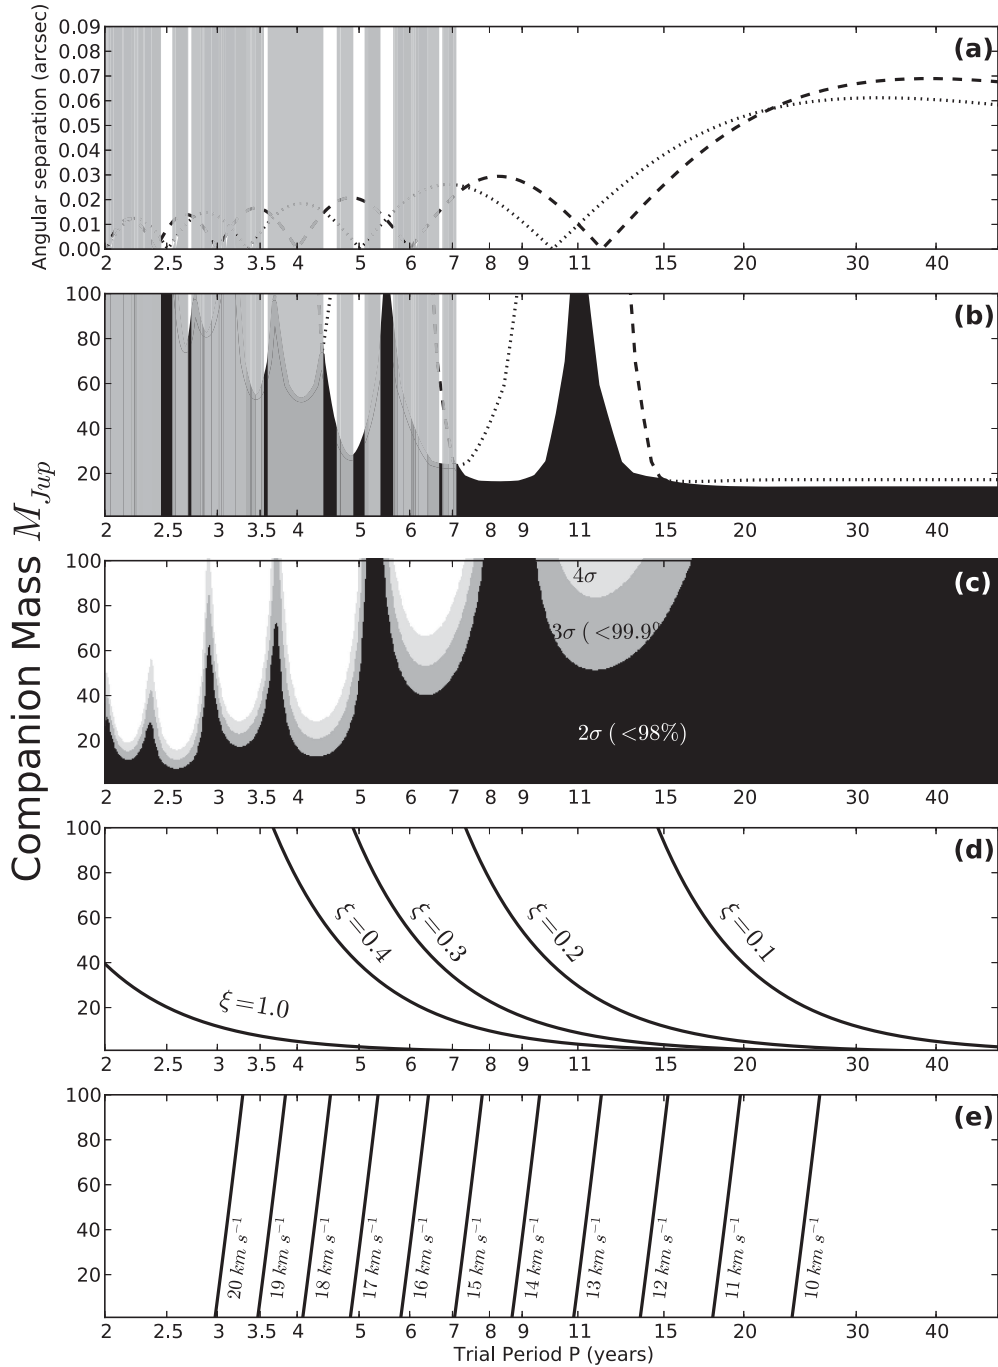 Angular separation (arcsec)
0.09
0.08
0.07
0.06
0.05
0.04
0.03
0.02
0.01
0.00
(a)
2 2.5 3 3.5 4 5 6 7 8 9 11 15 20 30 40
Companion Mass M_Jup
100
80
60
40
20
(b)
2 2.5 3 3.5 4 5 6 7 8 9 11 15 20 30 40
100
80
60
40
20
(c)
4σ
3σ (<99.9%
2σ (<98%)
2 2.5 3 3.5 4 5 6 7 8 9 11 15 20 30 40
100
80
60
40
20
(d)
ξ=1.0
ξ=0.4
ξ=0.3
ξ=0.2
ξ=0.1
2 2.5 3 3.5 4 5 6 7 8 9 11 15 20 30 40
100
80
60
40
20
(e)
20 km s⁻¹
19 km s⁻¹
18 km s⁻¹
17 km s⁻¹
16 km s⁻¹
15 km s⁻¹
14 km s⁻¹
13 km s⁻¹
12 km s⁻¹
11 km s⁻¹
10 km s⁻¹
2 2.5 3 3.5 4 5 6 7 8 9 11 15 20 30 40
Trial Period P (years)